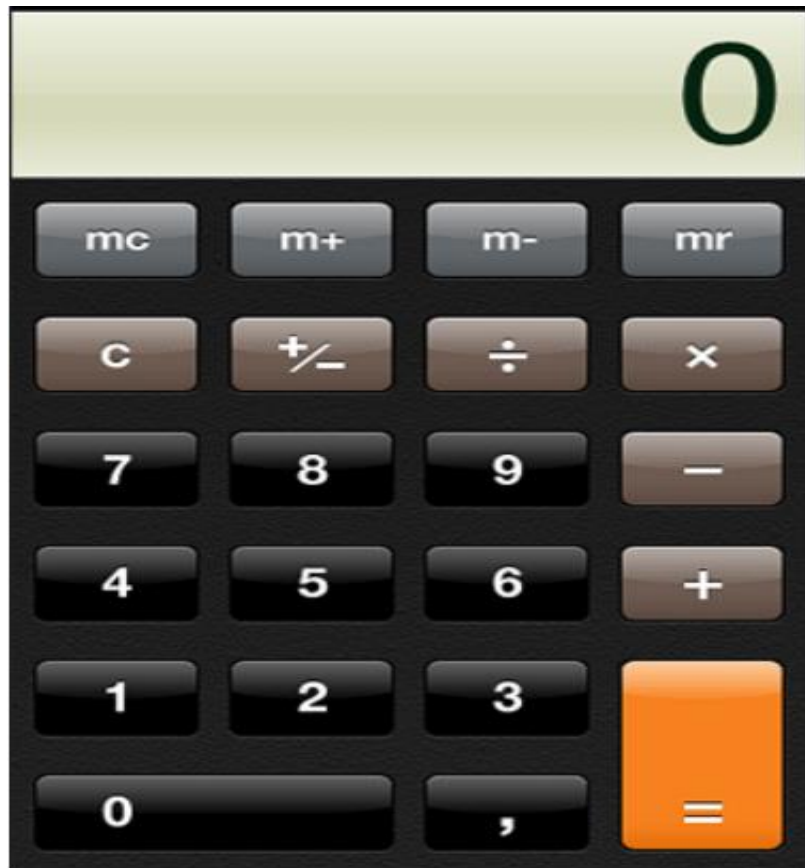 0
mc m+ m- mr
c +/− ÷ ×
7 8 9 −
4 5 6 +
1 2 3
0 , =